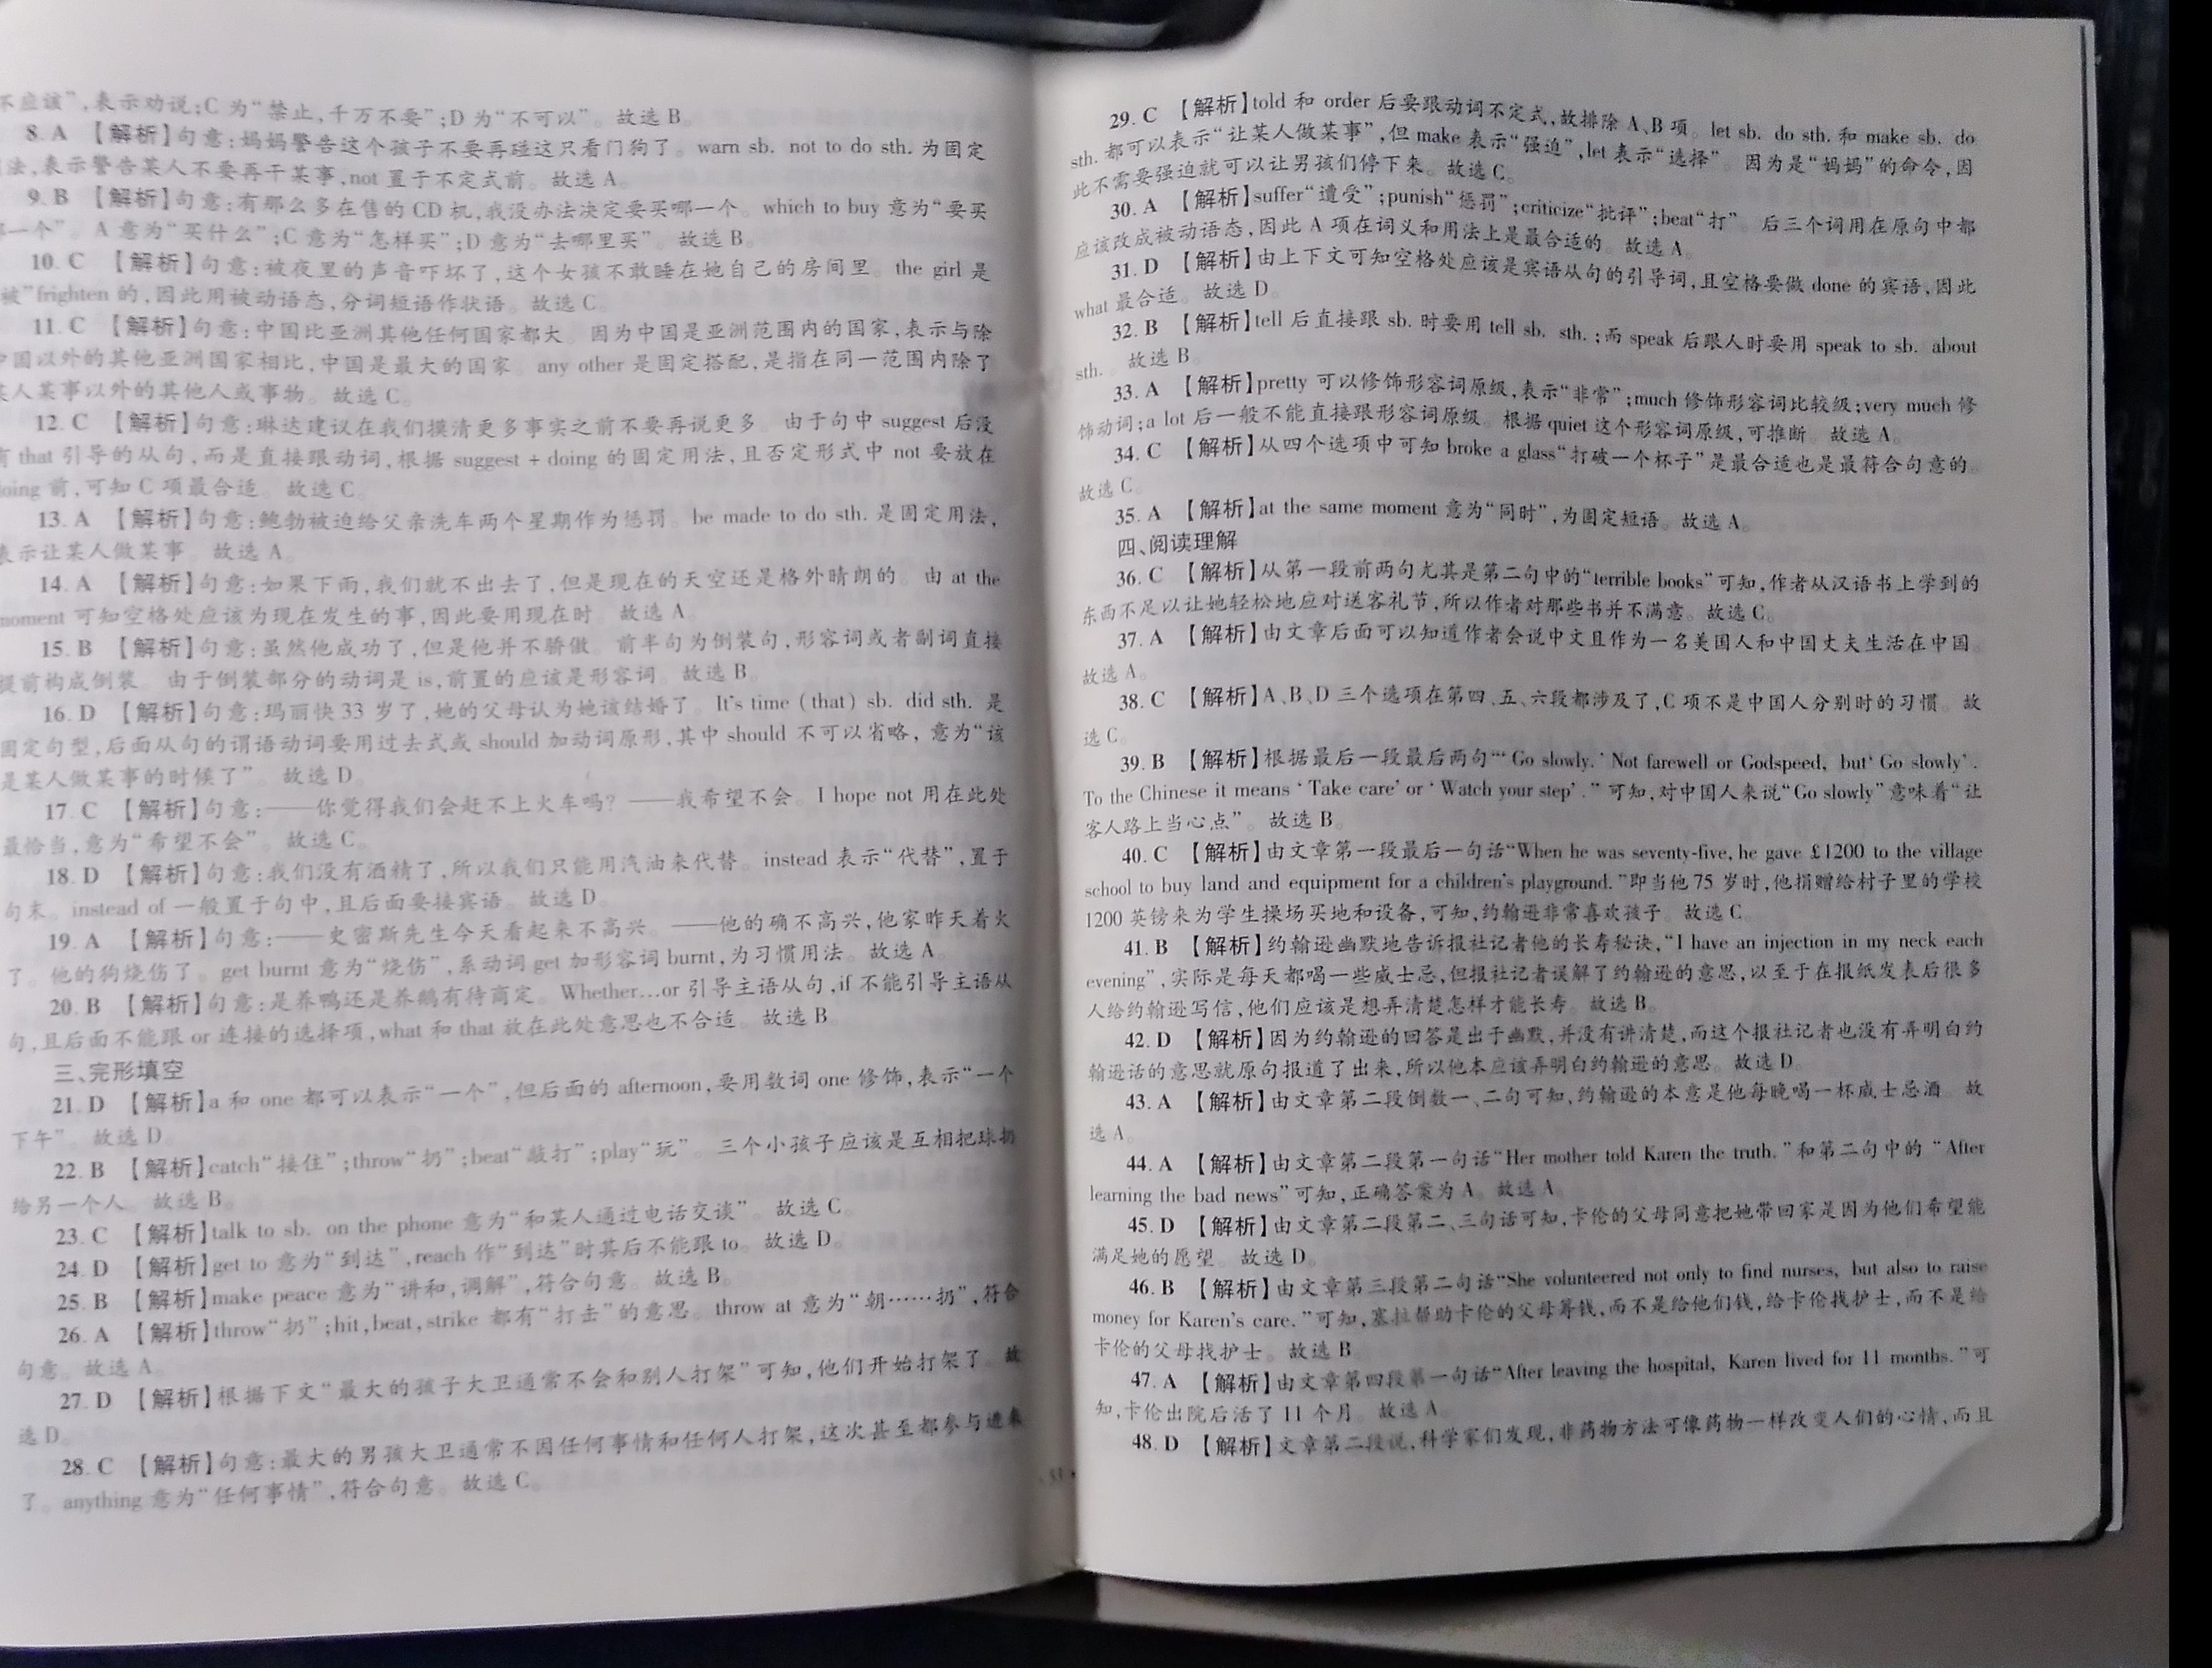 不应该”,表示劝说;C 为“禁止,千万不要”;D 为“不可以”。故选 B。
8. A 【解析】句意:妈妈警告这个孩子不要再碰这只看门狗了。warn sb. not to do sth. 为固定
法,表示警告某人不要再干某事,not 置于不定式前。故选 A。
9. B 【解析】句意:有那么多在售的 CD 机,我没办法决定要买哪一个。which to buy 意为“要买
一个”。A 意为“买什么”;C 意为“怎样买”;D 意为“去哪里买”。故选 B。
10. C 【解析】句意:被夜里的声音吓坏了,这个女孩不敢睡在她自己的房间里。the girl 是
被”frighten 的,因此用被动语态,分词短语作状语。故选 C。
11. C 【解析】句意:中国比亚洲其他任何国家都大。因为中国是亚洲范围内的国家,表示与除
中国以外的其他亚洲国家相比,中国是最大的国家。any other 是固定搭配,是指在同一范围内除了
某人某事以外的其他人或事物。故选 C。
12. C 【解析】句意:琳达建议在我们摸清更多事实之前不要再说更多。由于句中 suggest 后没
有 that 引导的从句,而是直接跟动词,根据 suggest + doing 的固定用法,且否定形式中 not 要放在
doing 前,可知 C 项最合适。故选 C。
13. A 【解析】句意:鲍勃被迫给父亲洗车两个星期作为惩罚。be made to do sth. 是固定用法,
表示让某人做某事。故选 A。
14. A 【解析】句意:如果下雨,我们就不出去了,但是现在的天空还是格外晴朗的。由 at the
moment 可知空格处应该为现在发生的事,因此要用现在时。故选 A。
15. B 【解析】句意:虽然他成功了,但是他并不骄傲。前半句为倒装句,形容词或者副词直接
提前构成倒装。由于倒装部分的动词是 is,前置的应该是形容词。故选 B。
16. D 【解析】句意:玛丽快 33 岁了,她的父母认为她该结婚了。It's time (that) sb. did sth. 是
固定句型,后面从句的谓语动词要用过去式或 should 加动词原形,其中 should 不可以省略,意为“该
是某人做某事的时候了”。故选 D。
17. C 【解析】句意:——你觉得我们会赶不上火车吗?——我希望不会。I hope not 用在此处
最恰当,意为“希望不会”。故选 C。
18. D 【解析】句意:我们没有酒精了,所以我们只能用汽油来代替。instead 表示“代替”,置于
句末。instead of 一般置于句中,且后面要接宾语。故选 D。
19. A 【解析】句意:——史密斯先生今天看起来不高兴。——他的确不高兴,他家昨天着火
了。他的狗烧伤了。get burnt 意为“烧伤”,系动词 get 加形容词 burnt,为习惯用法。故选 A。
20. B 【解析】句意:是养鸭还是养鹅有待商定。Whether…or 引导主语从句,if 不能引导主语从
句,且后面不能跟 or 连接的选择项,what 和 that 放在此处意思也不合适。故选 B。
三、完形填空
21. D 【解析】a 和 one 都可以表示“一个”,但后面的 afternoon,要用数词 one 修饰,表示“一个
下午”。故选 D。
22. B 【解析】catch“接住”;throw“扔”;beat“敲打”;play“玩”。三个小孩子应该是互相把球扔
给另一个人。故选 B。
23. C 【解析】talk to sb. on the phone 意为“和某人通过电话交谈”。故选 C。
24. D 【解析】get to 意为“到达”,reach 作“到达”时其后不能跟 to。故选 D。
25. B 【解析】make peace 意为“讲和,调解”,符合句意。故选 B。
26. A 【解析】throw“扔”;hit,beat,strike 都有“打击”的意思。throw at 意为“朝……扔”,符合
句意。故选 A。
27. D 【解析】根据下文“最大的孩子大卫通常不会和别人打架”可知,他们开始打架了。故
选 D。
28. C 【解析】句意:最大的男孩大卫通常不因任何事情和任何人打架,这次甚至都参与进来
了。anything 意为“任何事情”,符合句意。故选 C。
29. C 【解析】told 和 order 后要跟动词不定式,故排除 A、B 项。let sb. do sth. 和 make sb. do
sth. 都可以表示“让某人做某事”,但 make 表示“强迫”,let 表示“选择”。因为是“妈妈”的命令,因
此不需要强迫就可以让男孩们停下来。故选 C。
30. A 【解析】suffer“遭受”;punish“惩罚”;criticize“批评”;beat“打”。后三个词用在原句中都
应该改成被动语态,因此 A 项在词义和用法上是最合适的。故选 A。
31. D 【解析】由上下文可知空格处应该是宾语从句的引导词,且空格要做 done 的宾语,因此
what 最合适。故选 D。
32. B 【解析】tell 后直接跟 sb. 时要用 tell sb. sth.;而 speak 后跟人时要用 speak to sb. about
sth.。故选 B。
33. A 【解析】pretty 可以修饰形容词原级,表示“非常”;much 修饰形容词比较级;very much 修
饰动词;a lot 后一般不能直接跟形容词原级。根据 quiet 这个形容词原级,可推断。故选 A。
34. C 【解析】从四个选项中可知 broke a glass“打破一个杯子”是最合适也是最符合句意的。
故选 C。
35. A 【解析】at the same moment 意为“同时”,为固定短语。故选 A。
四、阅读理解
36. C 【解析】从第一段前两句尤其是第二句中的“terrible books”可知,作者从汉语书上学到的
东西不足以让她轻松地应对送客礼节,所以作者对那些书并不满意。故选 C。
37. A 【解析】由文章后面可以知道作者会说中文且作为一名美国人和中国丈夫生活在中国。
故选 A。
38. C 【解析】A、B、D 三个选项在第四、五、六段都涉及了,C 项不是中国人分别时的习惯。故
选 C。
39. B 【解析】根据最后一段最后两句“‘Go slowly.’ Not farewell or Godspeed, but‘Go slowly’.
To the Chinese it means ‘Take care’ or ‘Watch your step’.”可知,对中国人来说“Go slowly”意味着“让
客人路上当心点”。故选 B。
40. C 【解析】由文章第一段最后一句话“When he was seventy-five, he gave £1200 to the village
school to buy land and equipment for a children's playground.”即当他 75 岁时,他捐赠给村子里的学校
1200 英镑来为学生操场买地和设备,可知,约翰逊非常喜欢孩子。故选 C。
41. B 【解析】约翰逊幽默地告诉报社记者他的长寿秘诀,“I have an injection in my neck each
evening”,实际是每天都喝一些威士忌,但报社记者误解了约翰逊的意思,以至于在报纸发表后很多
人给约翰逊写信,他们应该是想弄清楚怎样才能长寿。故选 B。
42. D 【解析】因为约翰逊的回答是出于幽默,并没有讲清楚,而这个报社记者也没有弄明白约
翰逊话的意思就原句报道了出来,所以他本应该弄明白约翰逊的意思。故选 D。
43. A 【解析】由文章第二段倒数一、二句可知,约翰逊的本意是他每晚喝一杯威士忌酒。故
选 A。
44. A 【解析】由文章第二段第一句话“Her mother told Karen the truth.”和第二句中的 “After
learning the bad news”可知,正确答案为 A。故选 A。
45. D 【解析】由文章第二段第二、三句话可知,卡伦的父母同意把她带回家是因为他们希望能
满足她的愿望。故选 D。
46. B 【解析】由文章第三段第二句话“She volunteered not only to find nurses, but also to raise
money for Karen's care.”可知,塞拉帮助卡伦的父母筹钱,而不是给他们钱,给卡伦找护士,而不是给
卡伦的父母找护士。故选 B。
47. A 【解析】由文章第四段第一句话“After leaving the hospital, Karen lived for 11 months.”可
知,卡伦出院后活了 11 个月。故选 A。
48. D 【解析】文章第二段说,科学家们发现,非药物方法可像药物一样改变人们的心情,而且